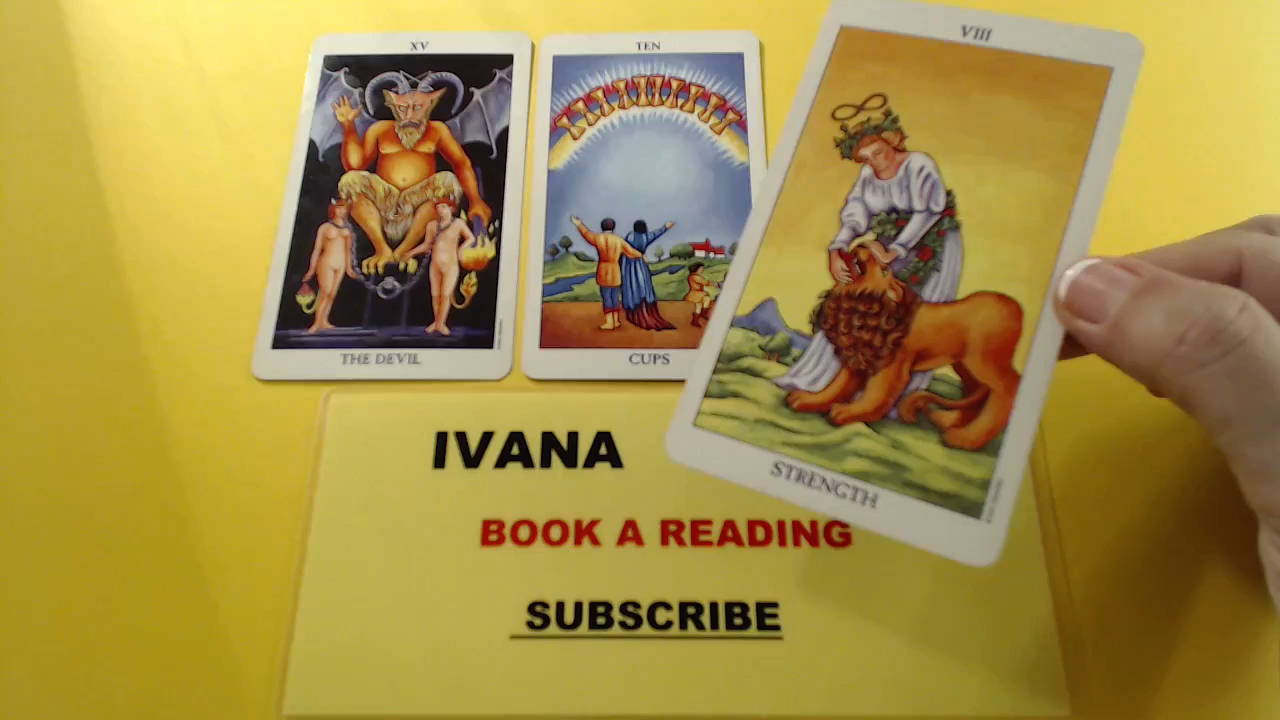 XV
TEN
VIII
THE DEVIL
CUPS
STRENGTH
IVANA
BOOK A READING
SUBSCRIBE